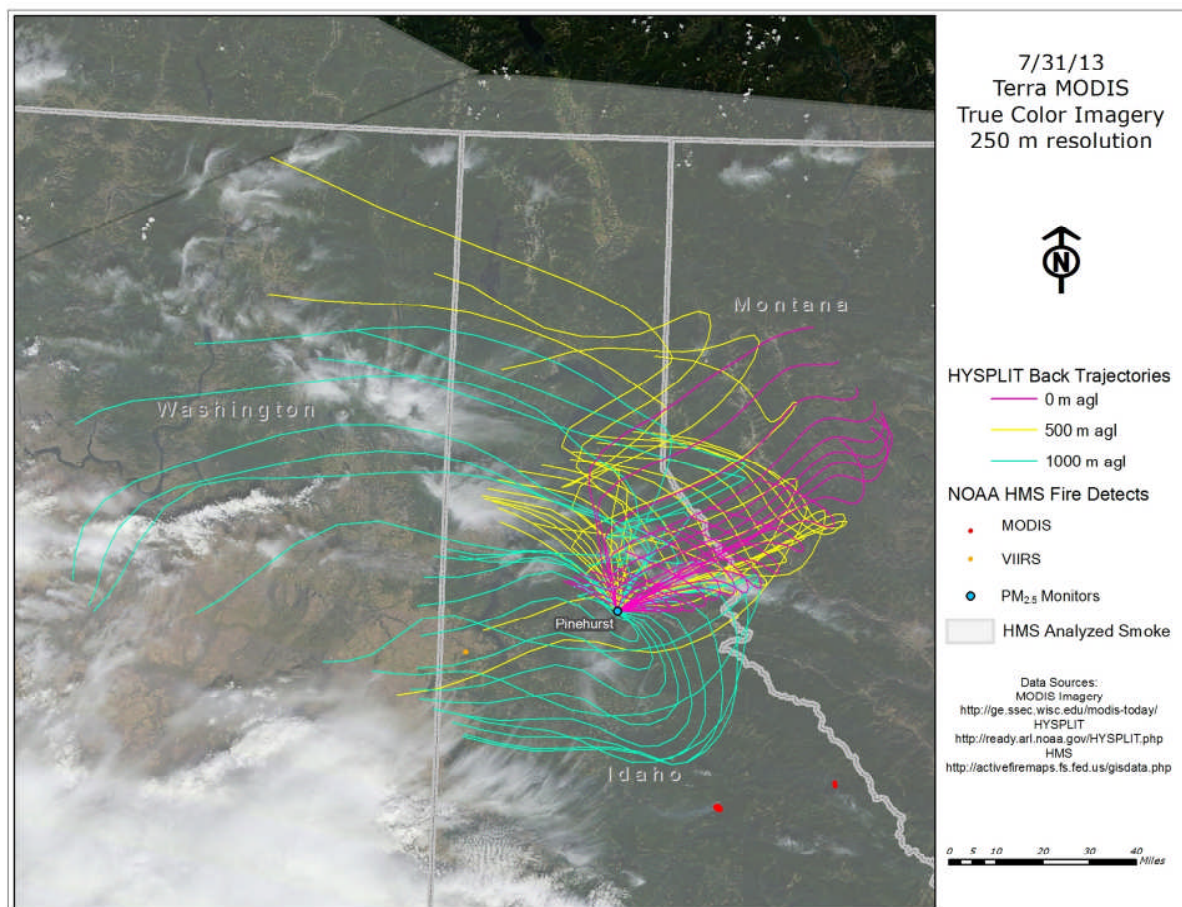 7/31/13
Terra MODIS
True Color Imagery
250 m resolution
N
Montana
Washington
Pinehurst
Idaho
HYSPLIT Back Trajectories
0 m agl
500 m agl
1000 m agl
NOAA HMS Fire Detects
MODIS
VIIRS
PM2.5 Monitors
HMS Analyzed Smoke
Data Sources:
MODIS Imagery
http://ge.ssec.wisc.edu/modis-today/
HYSPLIT
http://ready.arl.noaa.gov/HYSPLIT.php
HMS
http://activefiremaps.fs.fed.us/gisdata.php
0 5 10 20 30 40
Miles